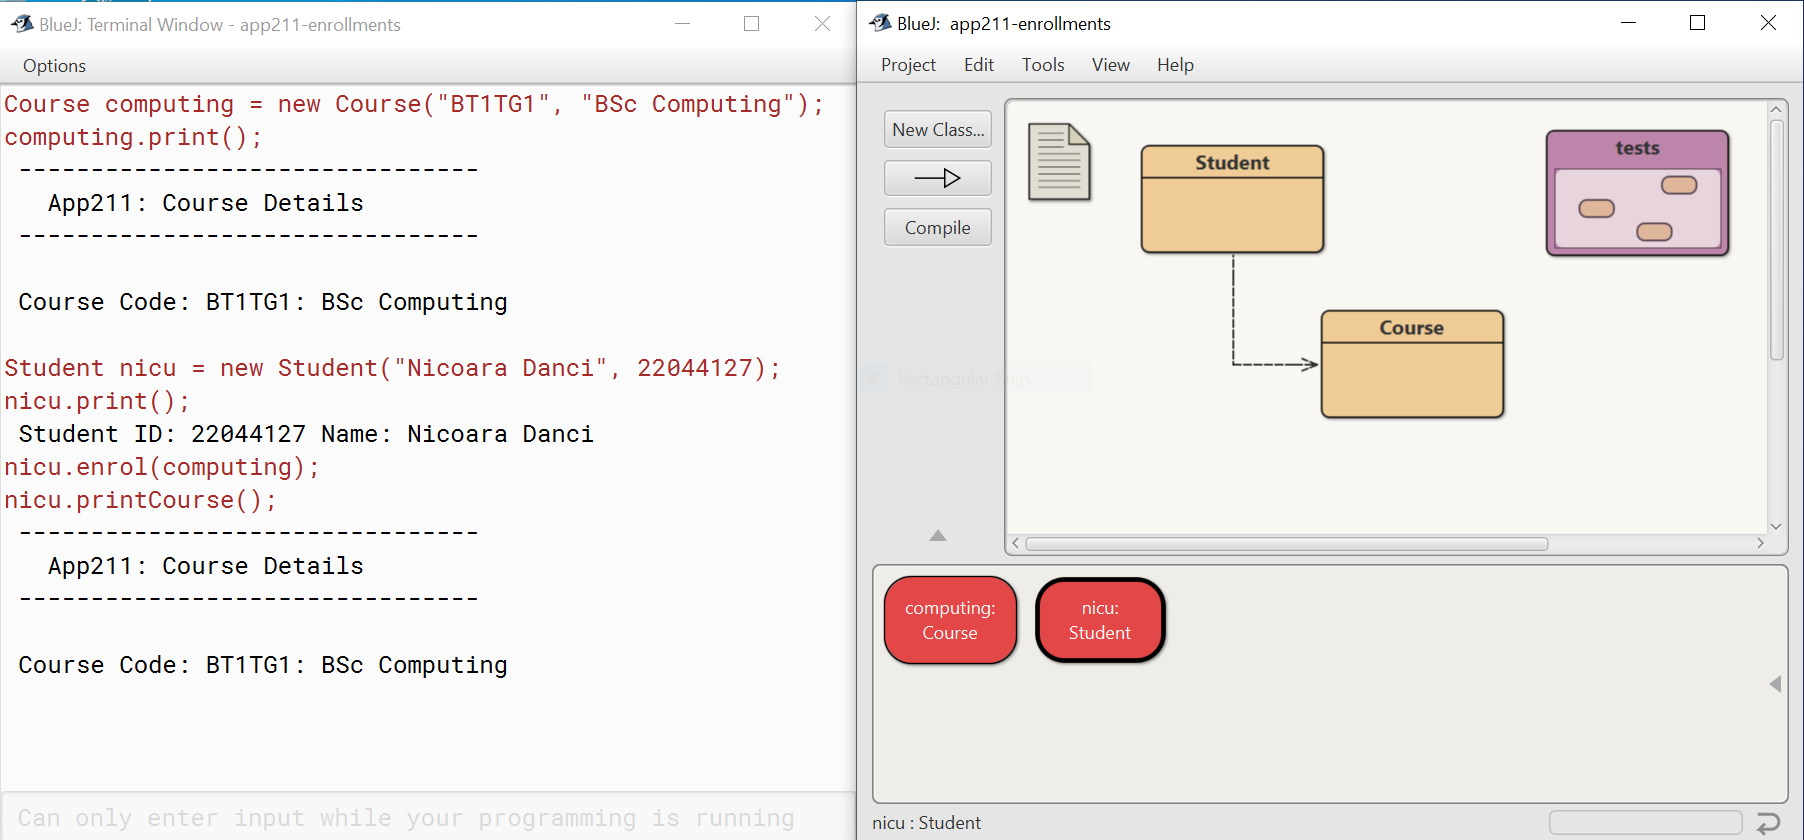 BlueJ: Terminal Window - app211-enrollments
Options
Course computing = new Course("BT1TG1", "BSc Computing");
computing.print();
--------------------------------
App211: Course Details
--------------------------------
Course Code: BT1TG1: BSc Computing
Student nicu = new Student("Nicoara Danci", 22044127);
nicu.print();
Student ID: 22044127 Name: Nicoara Danci
nicu.enrol(computing);
nicu.printCourse();
--------------------------------
App211: Course Details
--------------------------------
Course Code: BT1TG1: BSc Computing
Can only enter input while your programming is running
BlueJ: app211-enrollments
Project Edit Tools View Help
New Class...
Compile
Student
tests
Course
Rectangular Snip
computing:
Course
nicu:
Student
nicu : Student